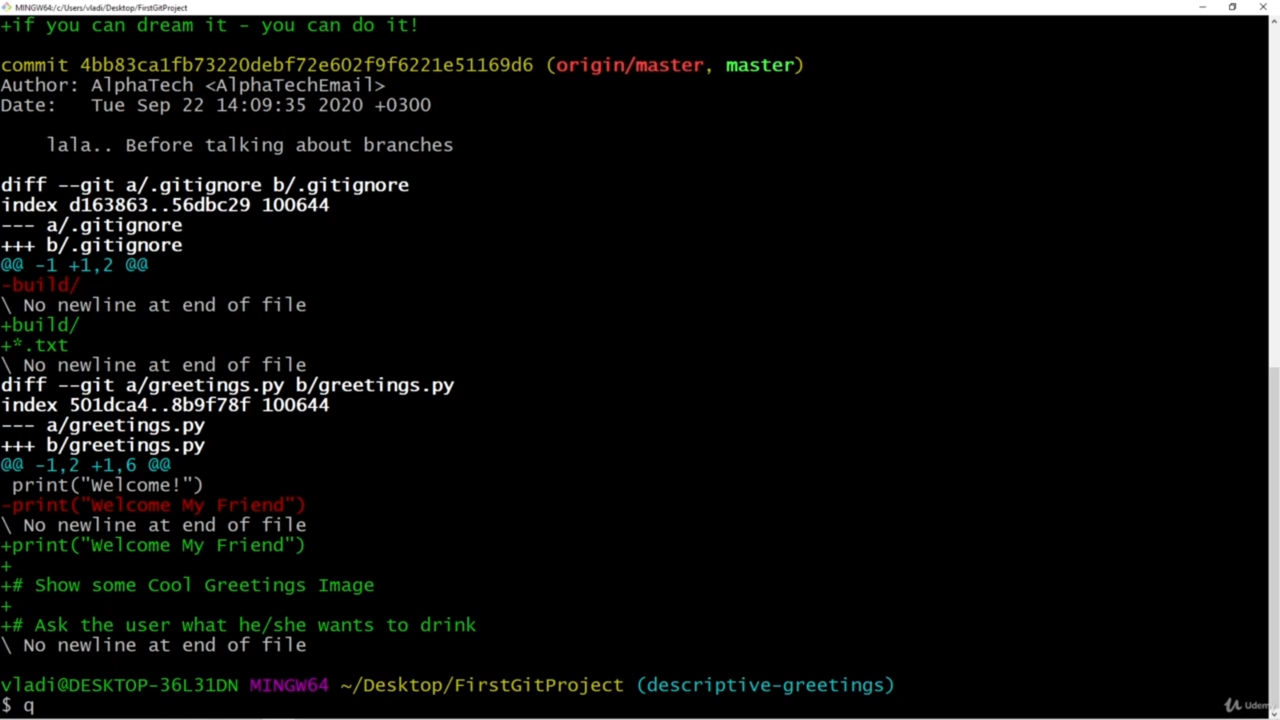 MINGW64:/c/Users/vladi/Desktop/FirstGitProject
+if you can dream it - you can do it!
commit 4bb83ca1fb73220debf72e602f9f6221e51169d6 (origin/master, master)
Author: AlphaTech <AlphaTechEmail>
Date:   Tue Sep 22 14:09:35 2020 +0300
    lala.. Before talking about branches
diff --git a/.gitignore b/.gitignore
index d163863..56dbc29 100644
--- a/.gitignore
+++ b/.gitignore
@@ -1 +1,2 @@
-build/
\ No newline at end of file
+build/
+*.txt
\ No newline at end of file
diff --git a/greetings.py b/greetings.py
index 501dca4..8b9f78f 100644
--- a/greetings.py
+++ b/greetings.py
@@ -1,2 +1,6 @@
 print("Welcome!")
-print("Welcome My Friend")
\ No newline at end of file
+print("Welcome My Friend")
+
+# Show some Cool Greetings Image
+
+# Ask the user what he/she wants to drink
\ No newline at end of file
vladi@DESKTOP-36L31DN MINGW64 ~/Desktop/FirstGitProject (descriptive-greetings)
$ q
Udemy